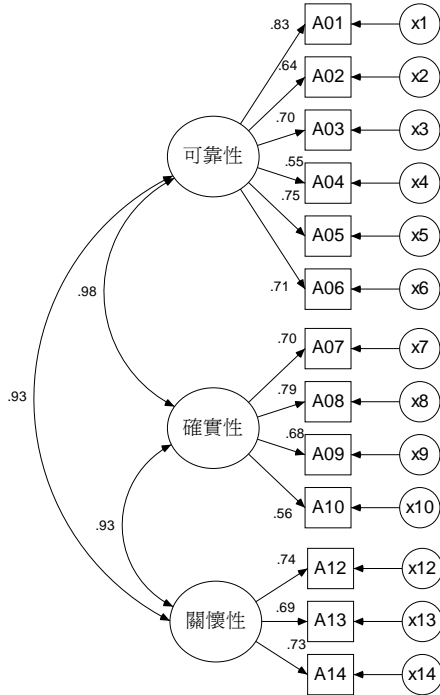 .83 A01 x1
.64 A02 x2
.70 A03 x3
可靠性
.55 A04 x4
.75 A05 x5
.71 A06 x6
.98
.70 A07 x7
.93
.79 A08 x8
確實性
.68 A09 x9
.56 A10 x10
.93
.74 A12 x12
關懷性
.69 A13 x13
.73 A14 x14